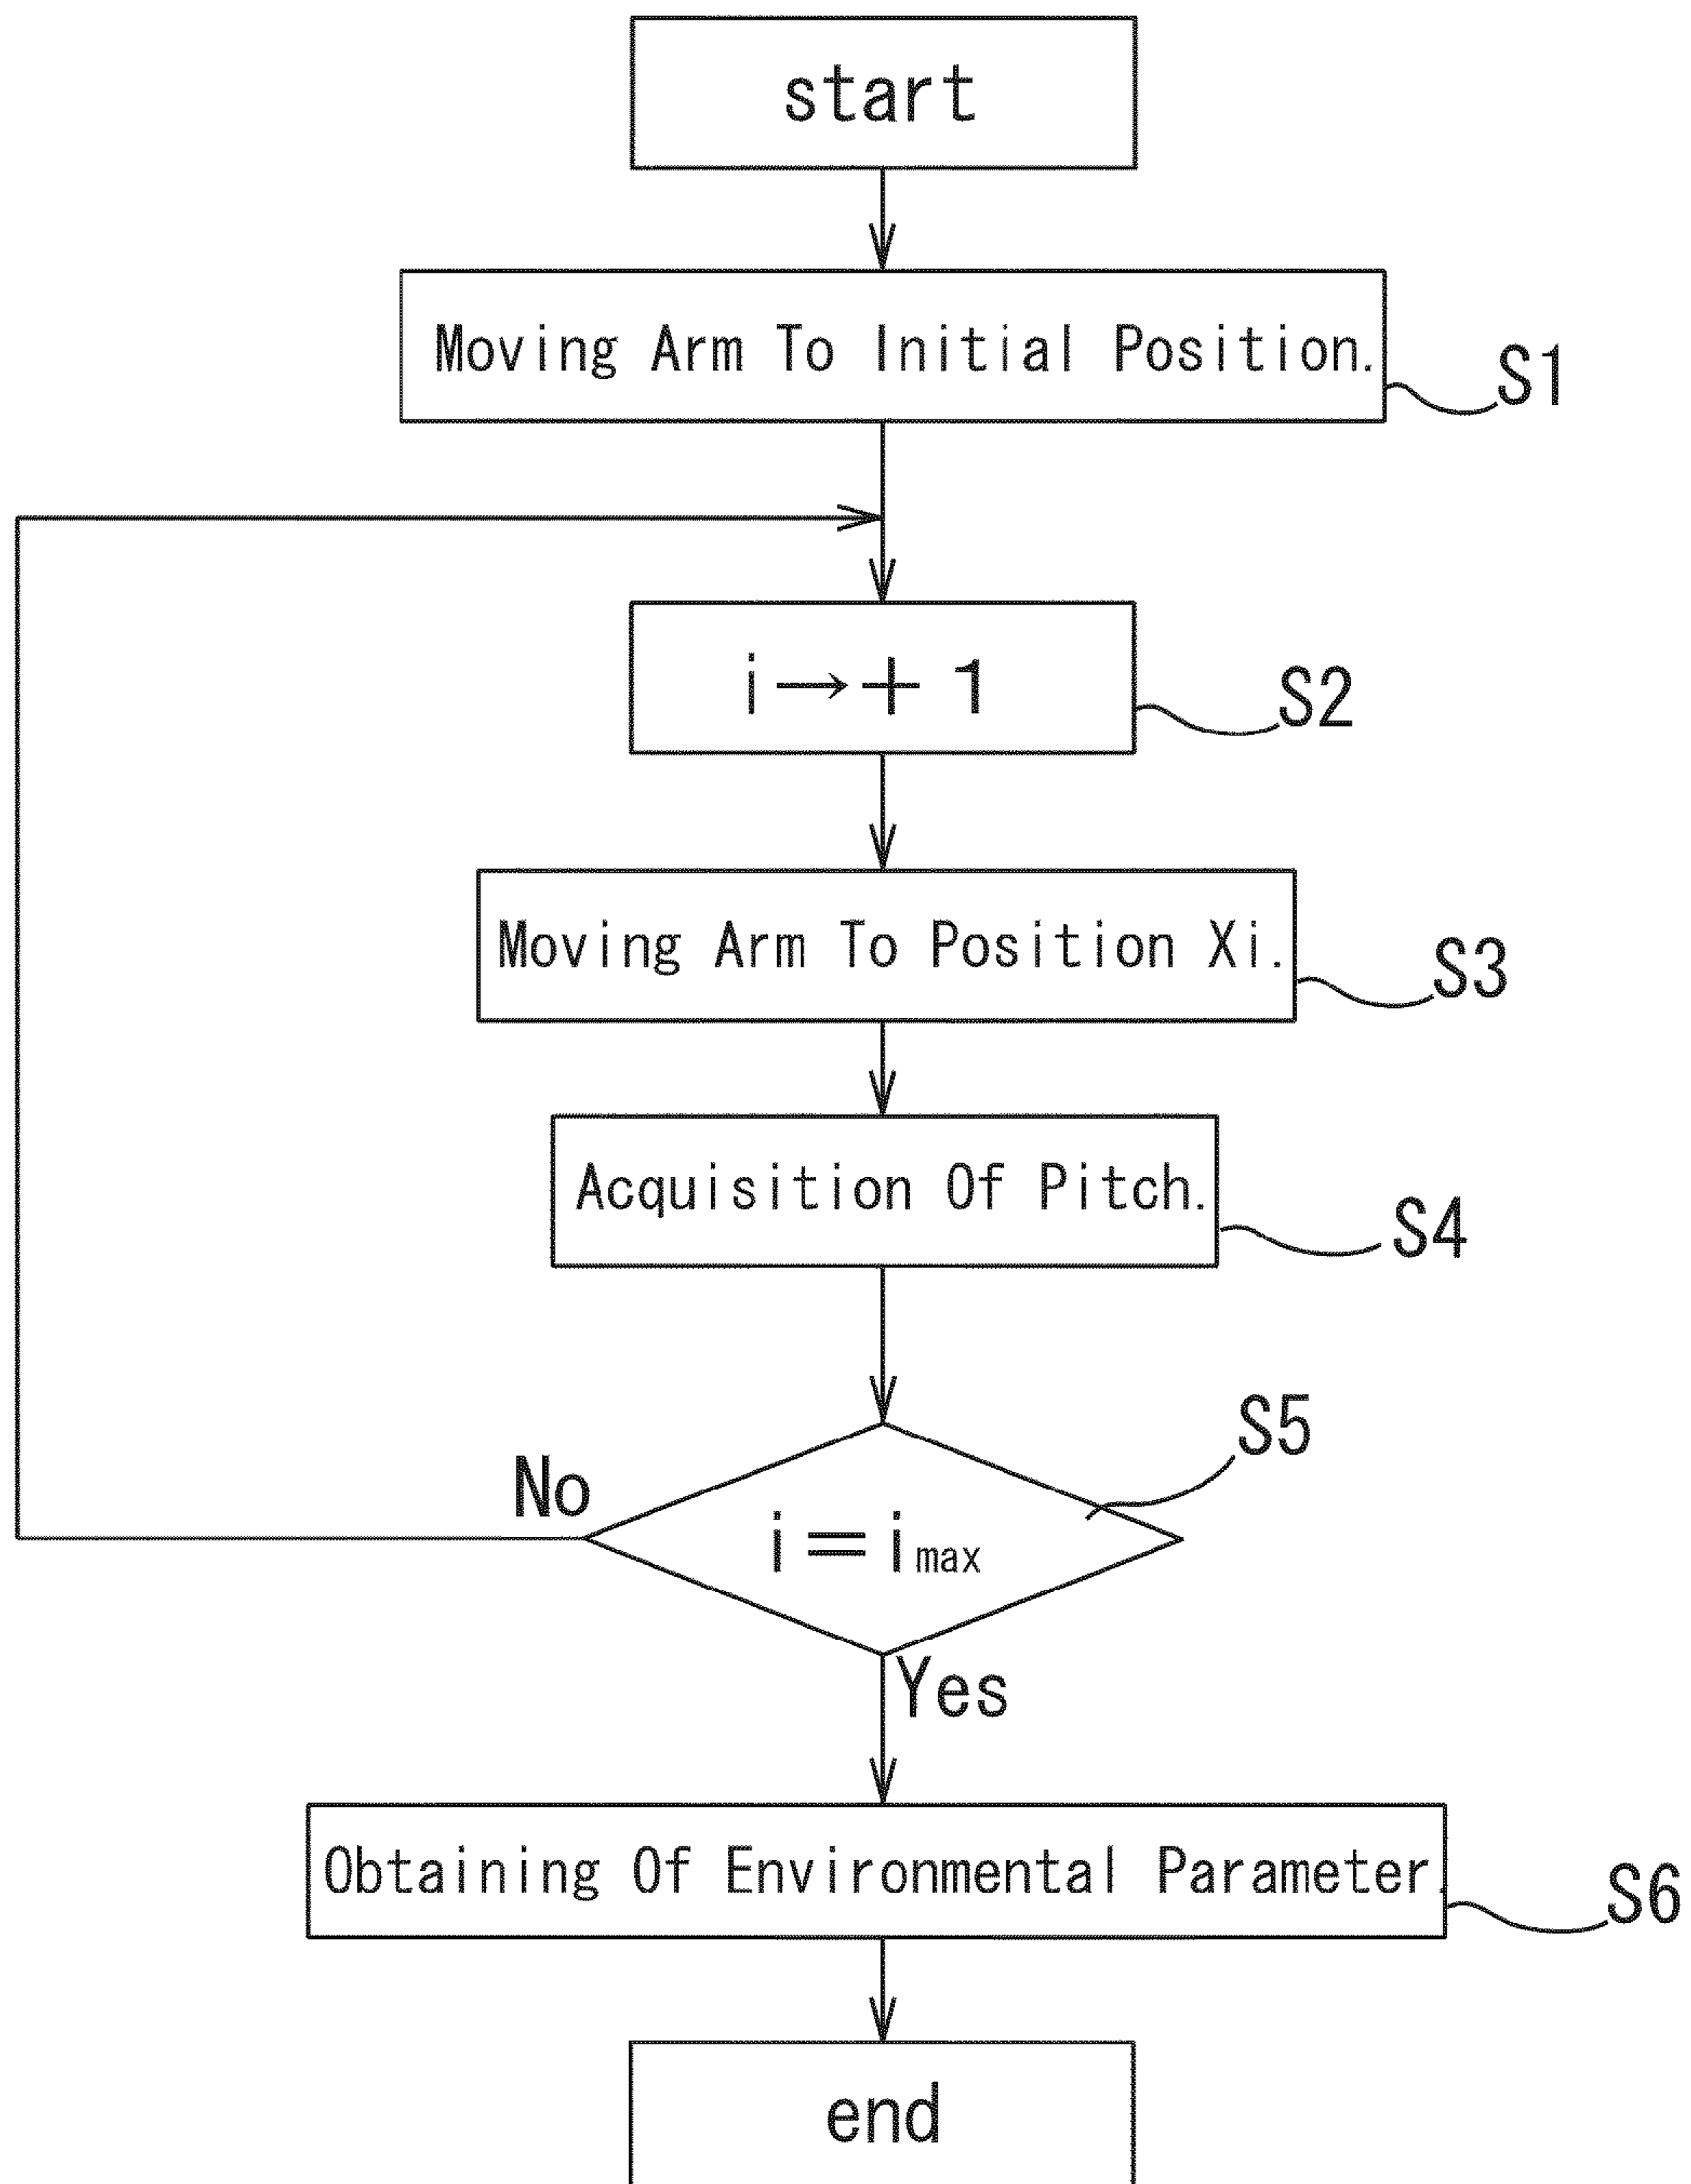 start
Moving Arm To Initial Position.
S1
i→+ 1
S2
Moving Arm To Position Xi.
S3
Acquisition Of Pitch.
S4
S5
No
i=imax
Yes
Obtaining Of Environmental Parameter.
S6
end